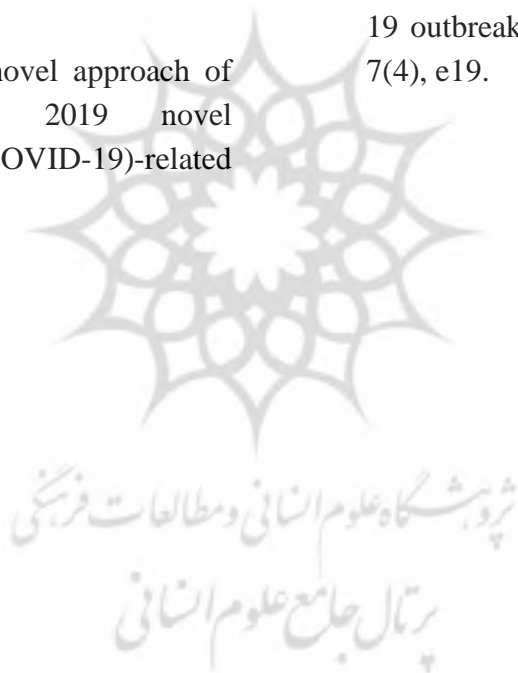 novel approach of
2019 novel
OVID-19)-related
19 outbreak
7(4), e19.
پژوهشگاه علوم انسانی و مطالعات فرهنگی
پرتال جامع علوم انسانی